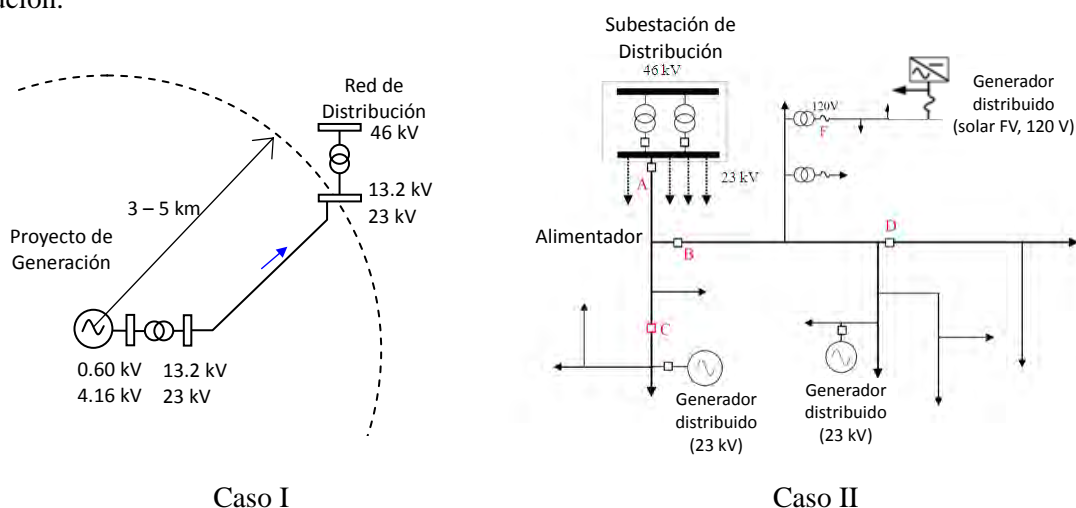 ución.
Red de
Distribución
46 kV
13.2 kV
23 kV
3 – 5 km
Proyecto de
Generación
0.60 kV 13.2 kV
4.16 kV 23 kV
Caso I
Subestación de
Distribución
46 kV
120V
F
Generador
distribuido
(solar FV, 120 V)
A
23 kV
Alimentador
B
D
C
Generador
distribuido
(23 kV)
Generador
distribuido
(23 kV)
Caso II